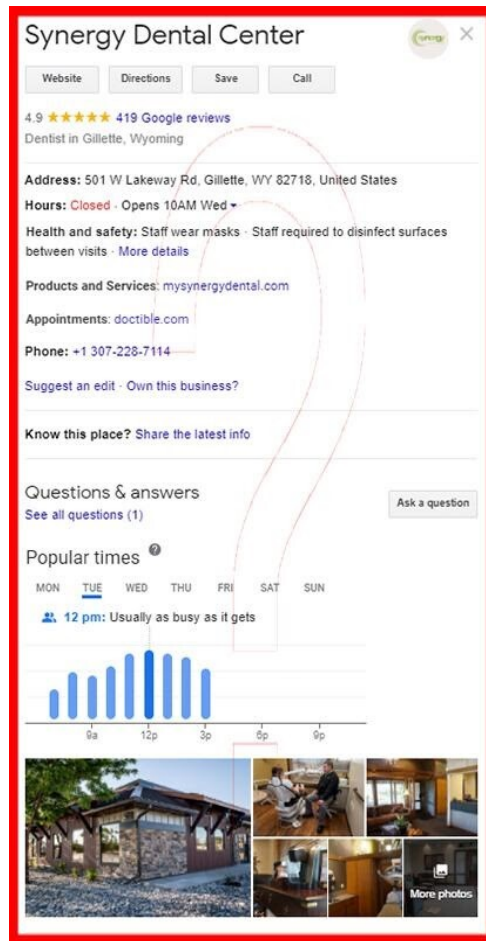 Synergy Dental Center
Synergy
Website Directions Save Call
4.9 ★★★★★ 419 Google reviews
Dentist in Gillette, Wyoming
Address: 501 W Lakeway Rd, Gillette, WY 82718, United States
Hours: Closed · Opens 10AM Wed
Health and safety: Staff wear masks · Staff required to disinfect surfaces
between visits · More details
Products and Services: mysynergydental.com
Appointments: doctible.com
Phone: +1 307-228-7114
Suggest an edit · Own this business?
Know this place? Share the latest info
Questions & answers
Ask a question
See all questions (1)
Popular times
MON TUE WED THU FRI SAT SUN
12 pm: Usually as busy as it gets
9a 12p 3p 6p 9p
More photos